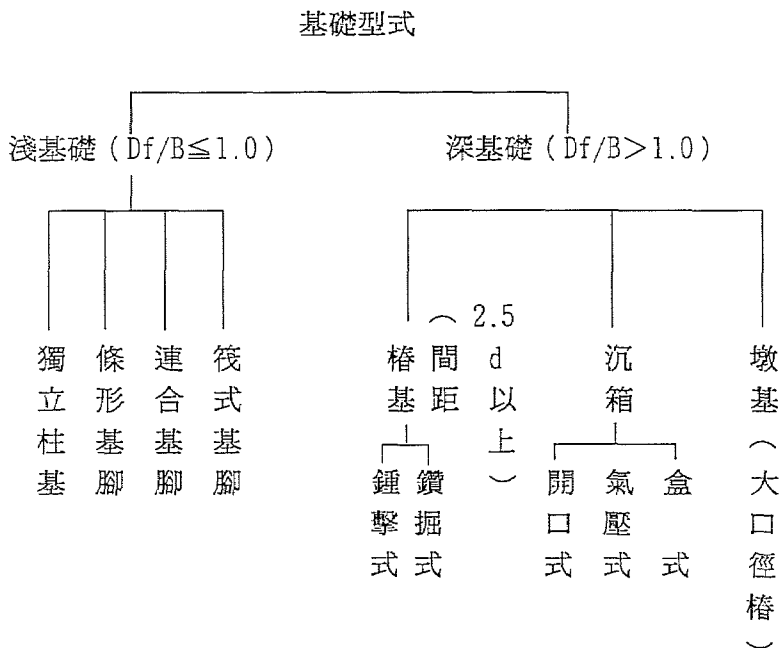 基礎型式
淺基礎（Df/B≦1.0）
深基礎（Df/B＞1.0）
獨立柱基
條形基腳
連合基腳
筏式基腳
樁基（間距2.5d以上）
鍾擊式
鑽掘式
沉箱
開口式
氣壓式
盒式
墩基（大口徑樁）